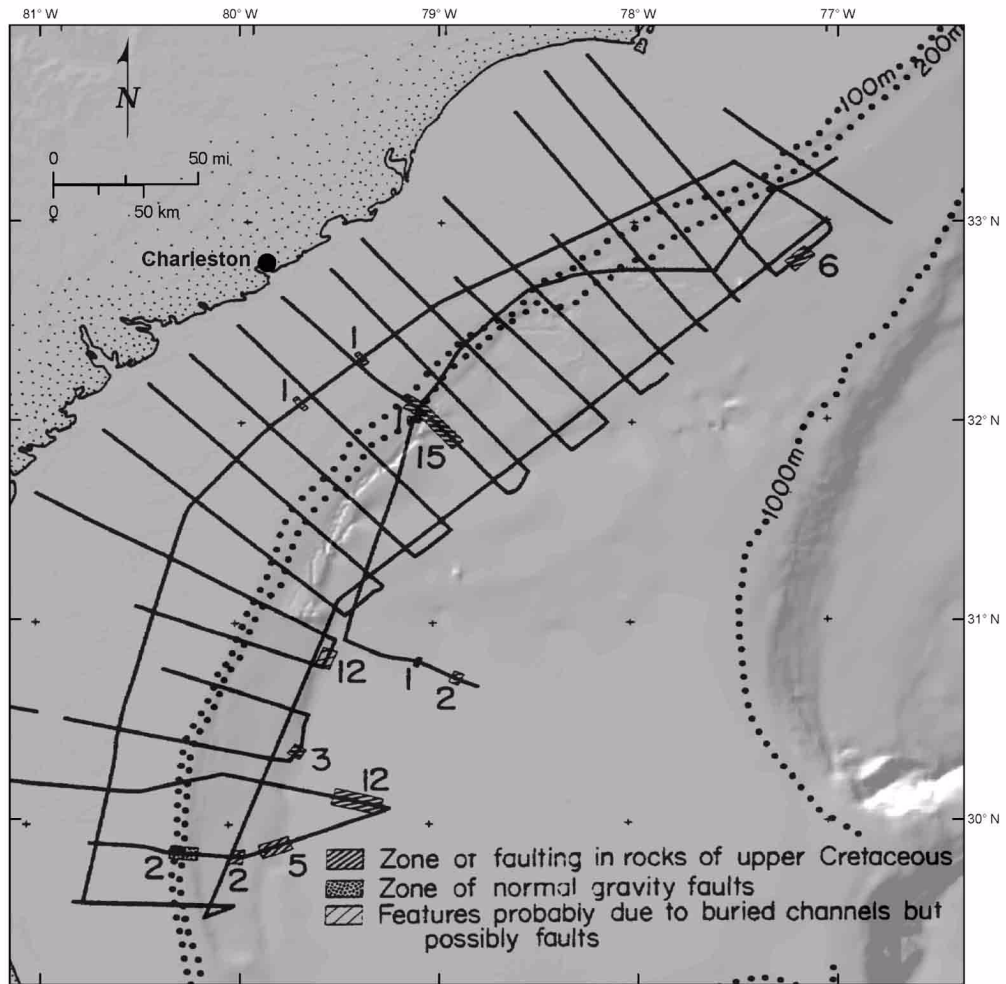 81° W 80° W 79° W 78° W 77° W
100m
200m
N
0 50 mi.
0 50 km
33° N
Charleston
6
1
1
1
32° N
15
1000m
31° N
12
1
2
3
12
30° N
2
2
5
Zone or faulting in rocks of upper Cretaceous
Zone of normal gravity faults
Features probably due to buried channels but
possibly faults